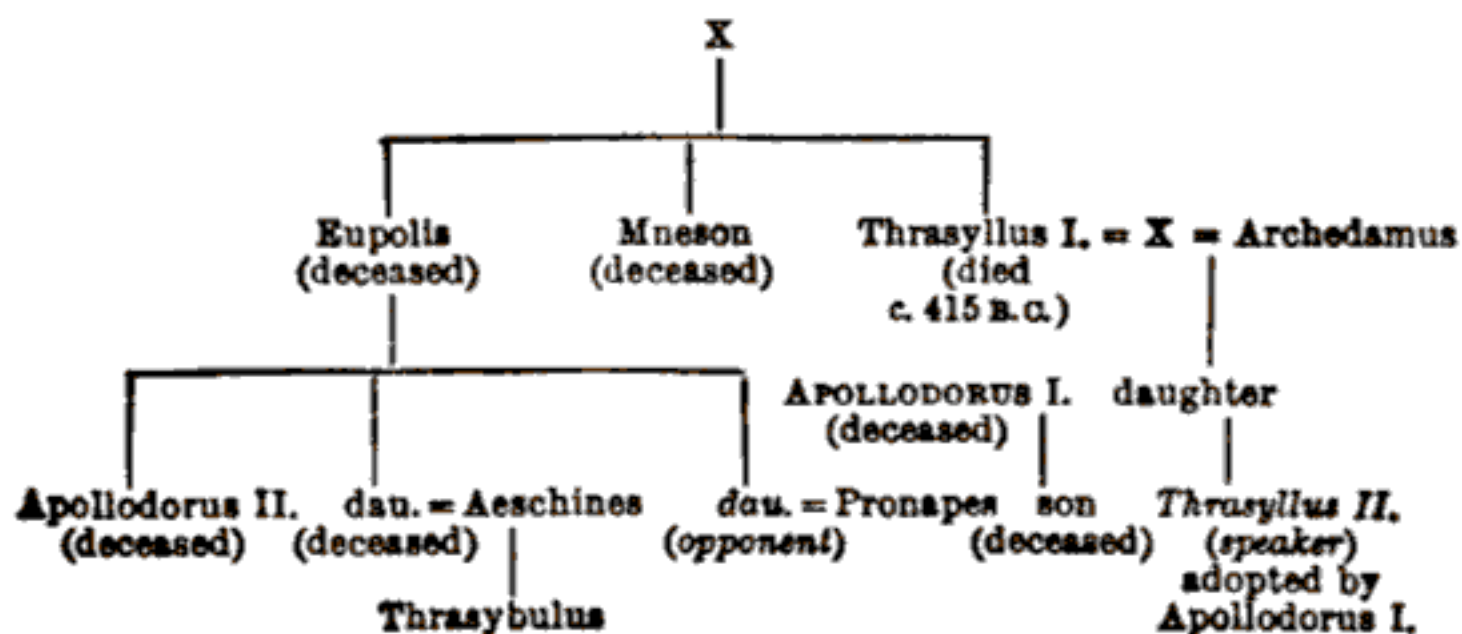 X
Eupolis Mneson Thrasyllus I. = X = Archedamus
(deceased) (deceased) (died
c. 415 B.C.)
APOLLODORUS I. daughter
(deceased)
Apollodorus II. dau. = Aeschines dau. = Pronapes son Thrasyllus II.
(deceased) (deceased) (opponent) (deceased) (speaker)
adopted by
Thrasybulus Apollodorus I.